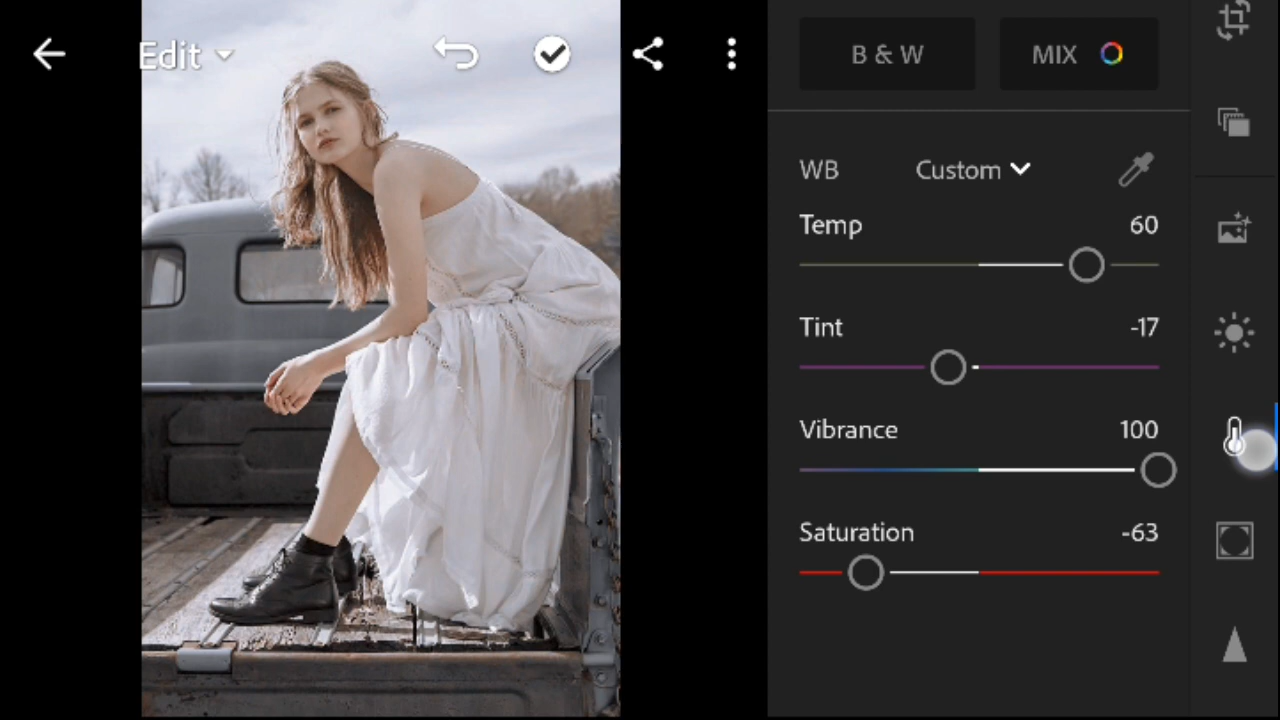 Edit
B & W
MIX
WB
Custom
Temp
60
Tint
-17
Vibrance
100
Saturation
-63